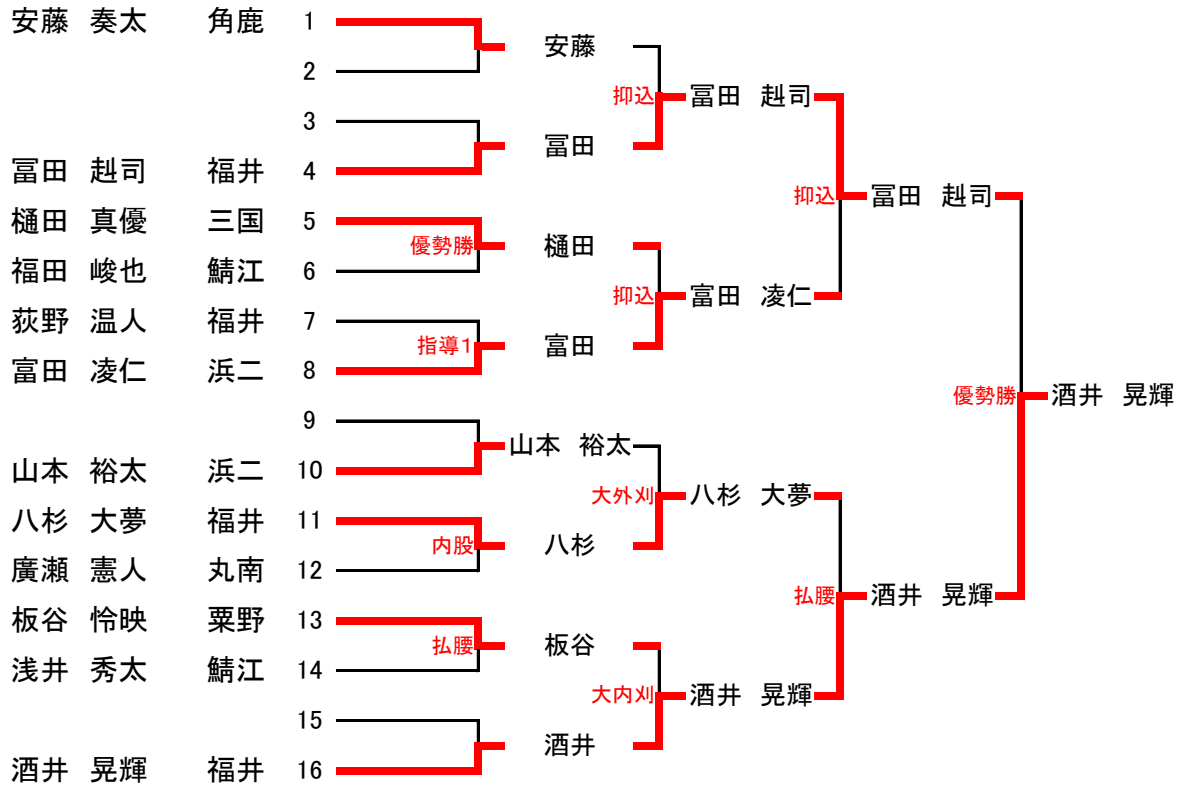 安藤 奏太 角鹿 1
2
3
冨田 赳司 福井 4
樋田 真優 三国 5
福田 峻也 鯖江 6
荻野 温人 福井 7
富田 凌仁 浜二 8
9
山本 裕太 浜二 10
八杉 大夢 福井 11
廣瀬 憲人 丸南 12
板谷 怜映 粟野 13
浅井 秀太 鯖江 14
15
酒井 晃輝 福井 16
優勢勝
指導1
内股
払腰
安藤
冨田
樋田
富田
山本 裕太
八杉
板谷
酒井
抑込
抑込
大外刈
大内刈
冨田 赳司
富田 凌仁
八杉 大夢
酒井 晃輝
抑込
払腰
冨田 赳司
酒井 晃輝
優勢勝
酒井 晃輝